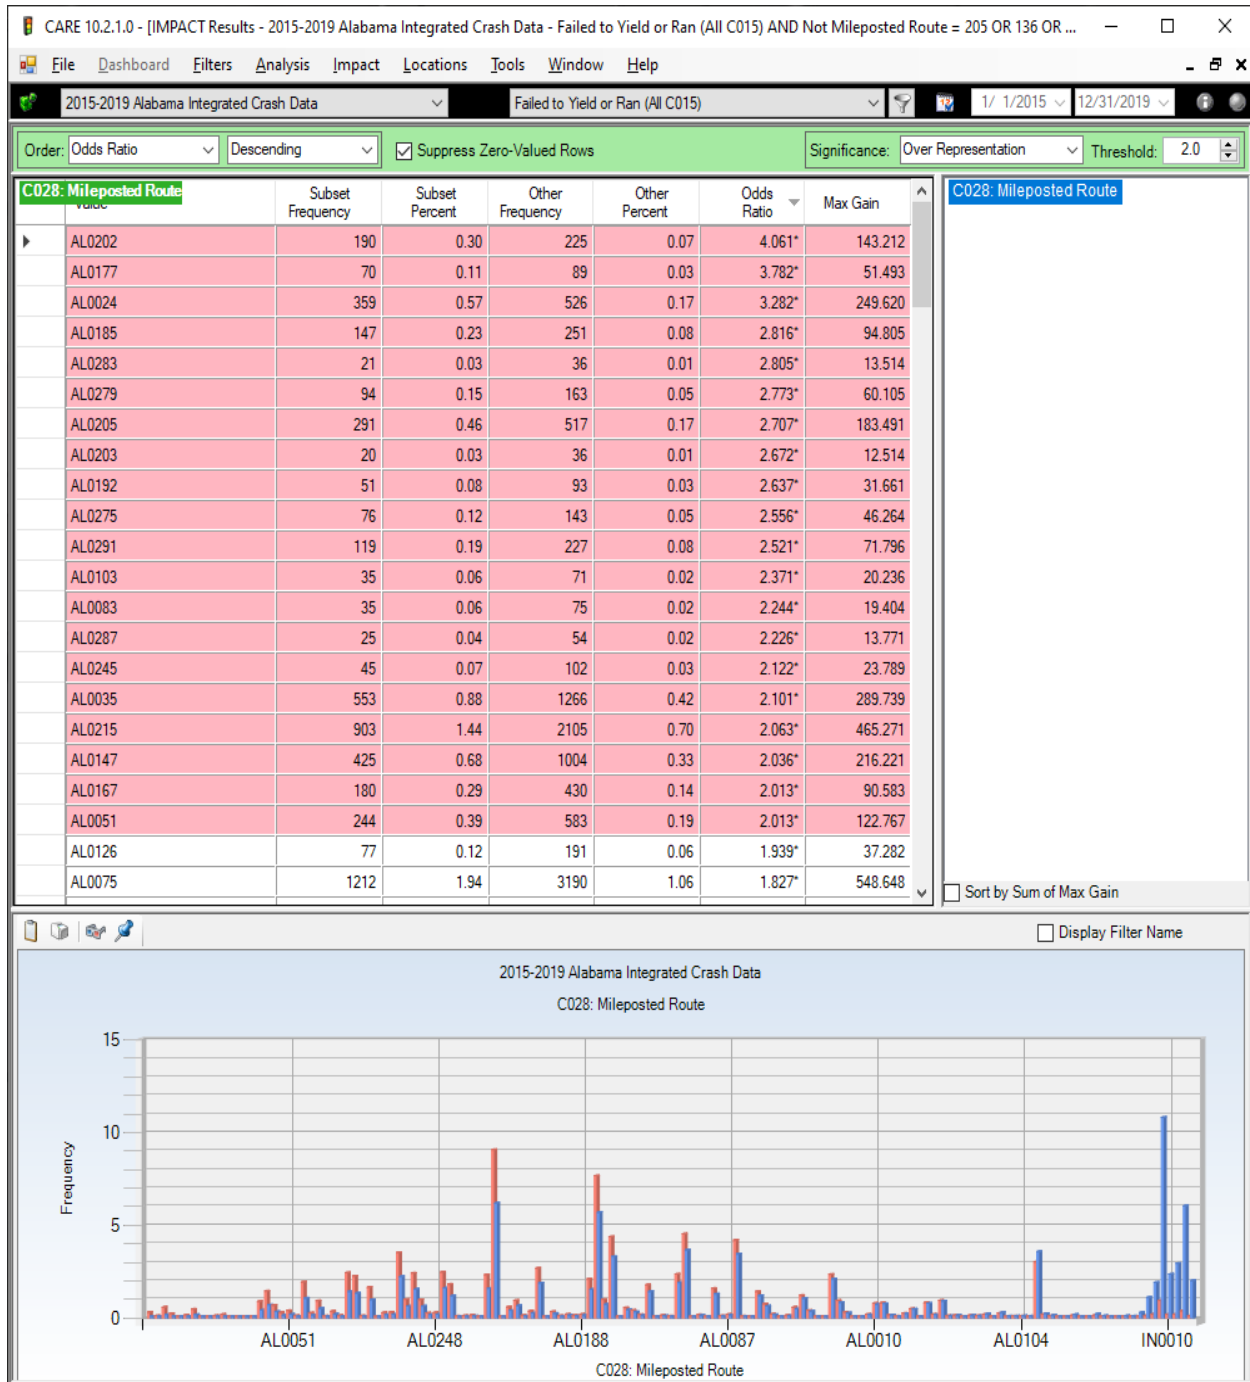 CARE 10.2.1.0 - [IMPACT Results - 2015-2019 Alabama Integrated Crash Data - Failed to Yield or Ran (All C015) AND Not Mileposted Route = 205 OR 136 OR ...
File Dashboard Filters Analysis Impact Locations Tools Window Help
2015-2019 Alabama Integrated Crash Data Failed to Yield or Ran (All C015) 1/ 1/2015 12/31/2019
Order: Odds Ratio Descending Suppress Zero-Valued Rows Significance: Over Representation Threshold: 2.0
C028: Mileposted Route Subset Frequency Subset Percent Other Frequency Other Percent Odds Ratio Max Gain C028: Mileposted Route
AL0202 190 0.30 225 0.07 4.061* 143.212
AL0177 70 0.11 89 0.03 3.782* 51.493
AL0024 359 0.57 526 0.17 3.282* 249.620
AL0185 147 0.23 251 0.08 2.816* 94.805
AL0283 21 0.03 36 0.01 2.805* 13.514
AL0279 94 0.15 163 0.05 2.773* 60.105
AL0205 291 0.46 517 0.17 2.707* 183.491
AL0203 20 0.03 36 0.01 2.672* 12.514
AL0192 51 0.08 93 0.03 2.637* 31.661
AL0275 76 0.12 143 0.05 2.556* 46.264
AL0291 119 0.19 227 0.08 2.521* 71.796
AL0103 35 0.06 71 0.02 2.371* 20.236
AL0083 35 0.06 75 0.02 2.244* 19.404
AL0287 25 0.04 54 0.02 2.226* 13.771
AL0245 45 0.07 102 0.03 2.122* 23.789
AL0035 553 0.88 1266 0.42 2.101* 289.739
AL0215 903 1.44 2105 0.70 2.063* 465.271
AL0147 425 0.68 1004 0.33 2.036* 216.221
AL0167 180 0.29 430 0.14 2.013* 90.583
AL0051 244 0.39 583 0.19 2.013* 122.767
AL0126 77 0.12 191 0.06 1.939* 37.282
AL0075 1212 1.94 3190 1.06 1.827* 548.648
Sort by Sum of Max Gain
Display Filter Name
2015-2019 Alabama Integrated Crash Data
C028: Mileposted Route
15
10
5
0
Frequency
AL0051 AL0248 AL0188 AL0087 AL0010 AL0104 IN0010
C028: Mileposted Route